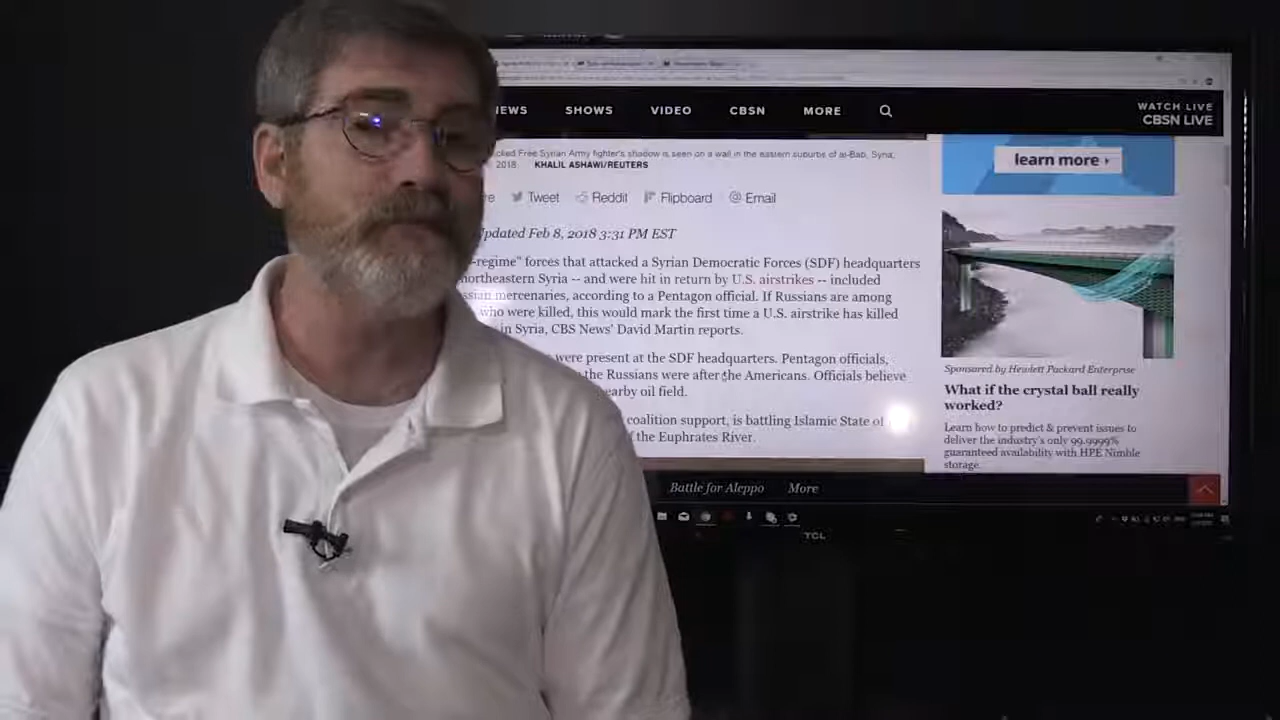 NEWS SHOWS VIDEO CBSN MORE
WATCH LIVE
CBSN LIVE
Free Syrian Army fighter's shadow is seen on a wall in the eastern suburbs of al-Bab, Syria,
2018. KHALIL ASHAWI/REUTERS
Tweet Reddit Flipboard Email
Updated Feb 8, 2018 3:31 PM EST
-regime" forces that attacked a Syrian Democratic Forces (SDF) headquarters
northeastern Syria -- and were hit in return by U.S. airstrikes -- included
mercenaries, according to a Pentagon official. If Russians are among
who were killed, this would mark the first time a U.S. airstrike has killed
in Syria, CBS News' David Martin reports.
were present at the SDF headquarters. Pentagon officials,
the Russians were after the Americans. Officials believe
oil field.
coalition support, is battling Islamic State of
the Euphrates River.
Battle for Aleppo More
learn more
Sponsored by Hewlett Packard Enterprise
What if the crystal ball really
worked?
Learn how to predict & prevent issues to
deliver the industry's only 99.9999%
guaranteed availability with HPE Nimble
storage.
TCL